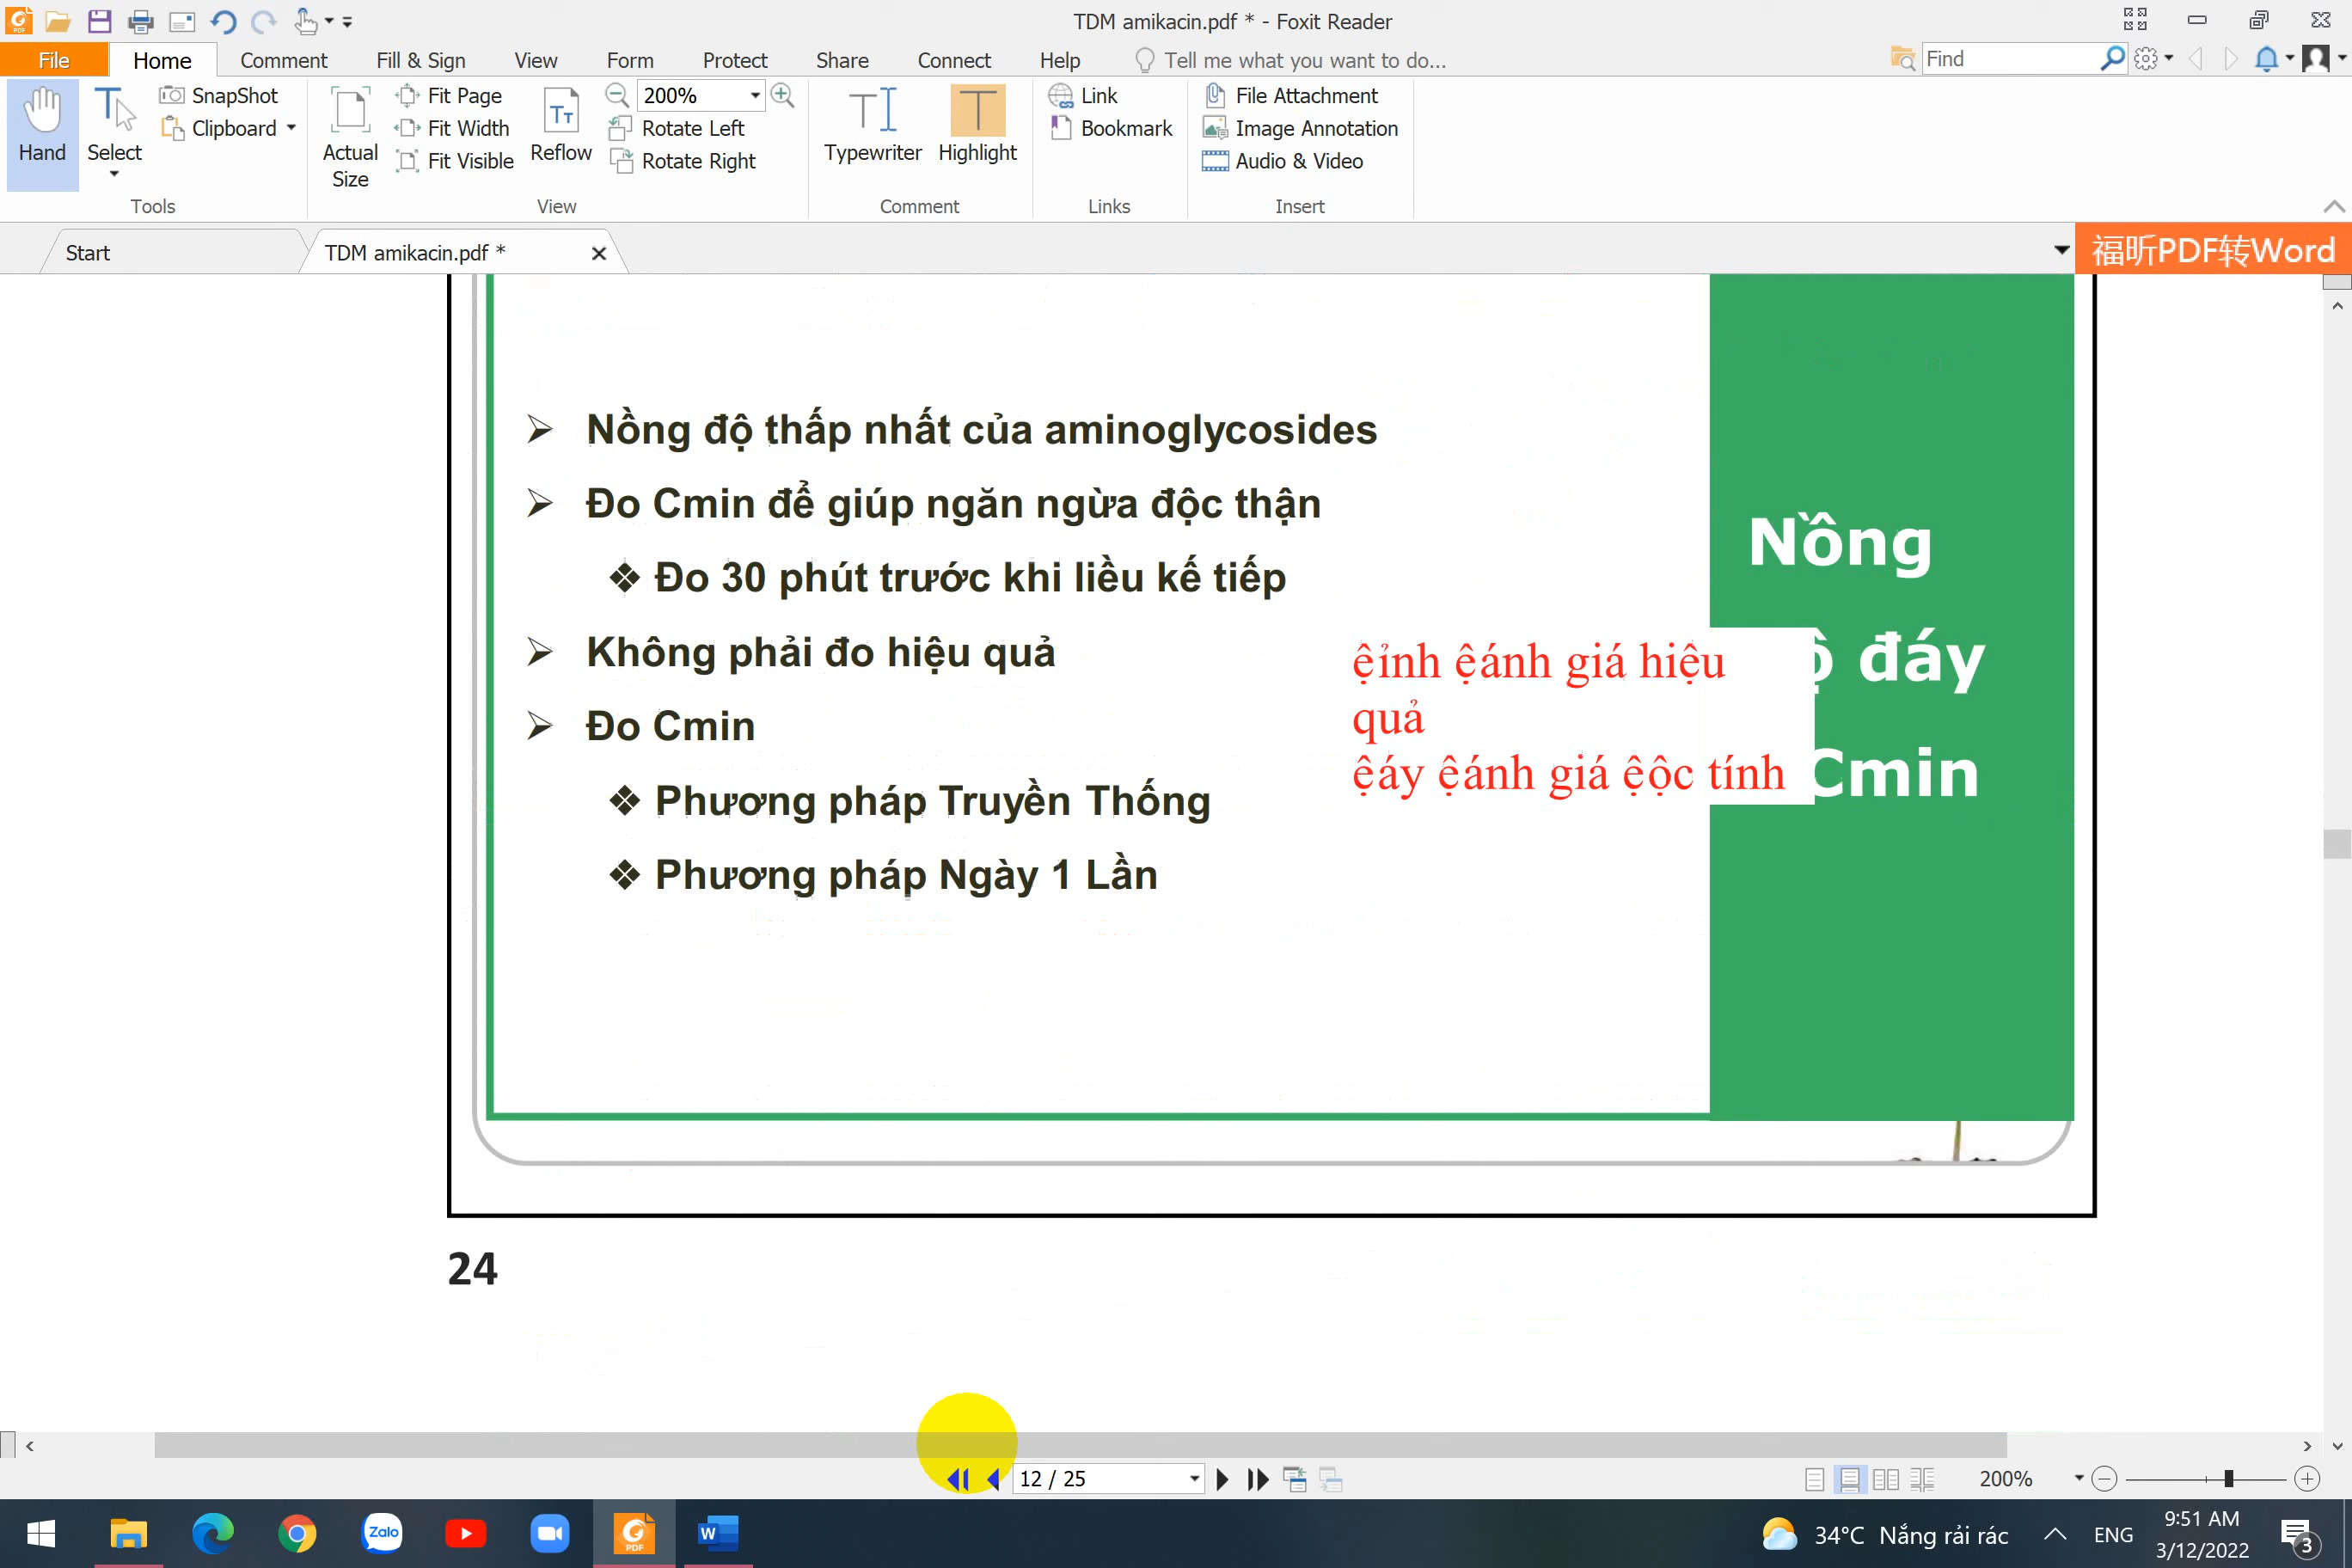 TDM amikacin.pdf * - Foxit Reader
File Home Comment Fill & Sign View Form Protect Share Connect Help Tell me what you want to do... Find
Hand
Select
SnapShot
Clipboard
Tools
Actual Size
Fit Page
Fit Width
Fit Visible
Reflow
200%
Rotate Left
Rotate Right
View
Typewriter
Highlight
Comment
Link
Bookmark
Links
File Attachment
Image Annotation
Audio & Video
Insert
Start
TDM amikacin.pdf *
福昕PDF转Word
Nồng độ thấp nhất của aminoglycosides
Đo Cmin để giúp ngăn ngừa độc thận
Đo 30 phút trước khi liều kế tiếp
Không phải đo hiệu quả
Đo Cmin
Phương pháp Truyền Thống
Phương pháp Ngày 1 Lần
ệỉnh ệánh giá hiệu
quả
ệáy ệánh giá ệộc tính
Nồng
đáy
Cmin
24
12 / 25
200%
Zalo
34°C Nắng rải rác
ENG
9:51 AM
3/12/2022
3